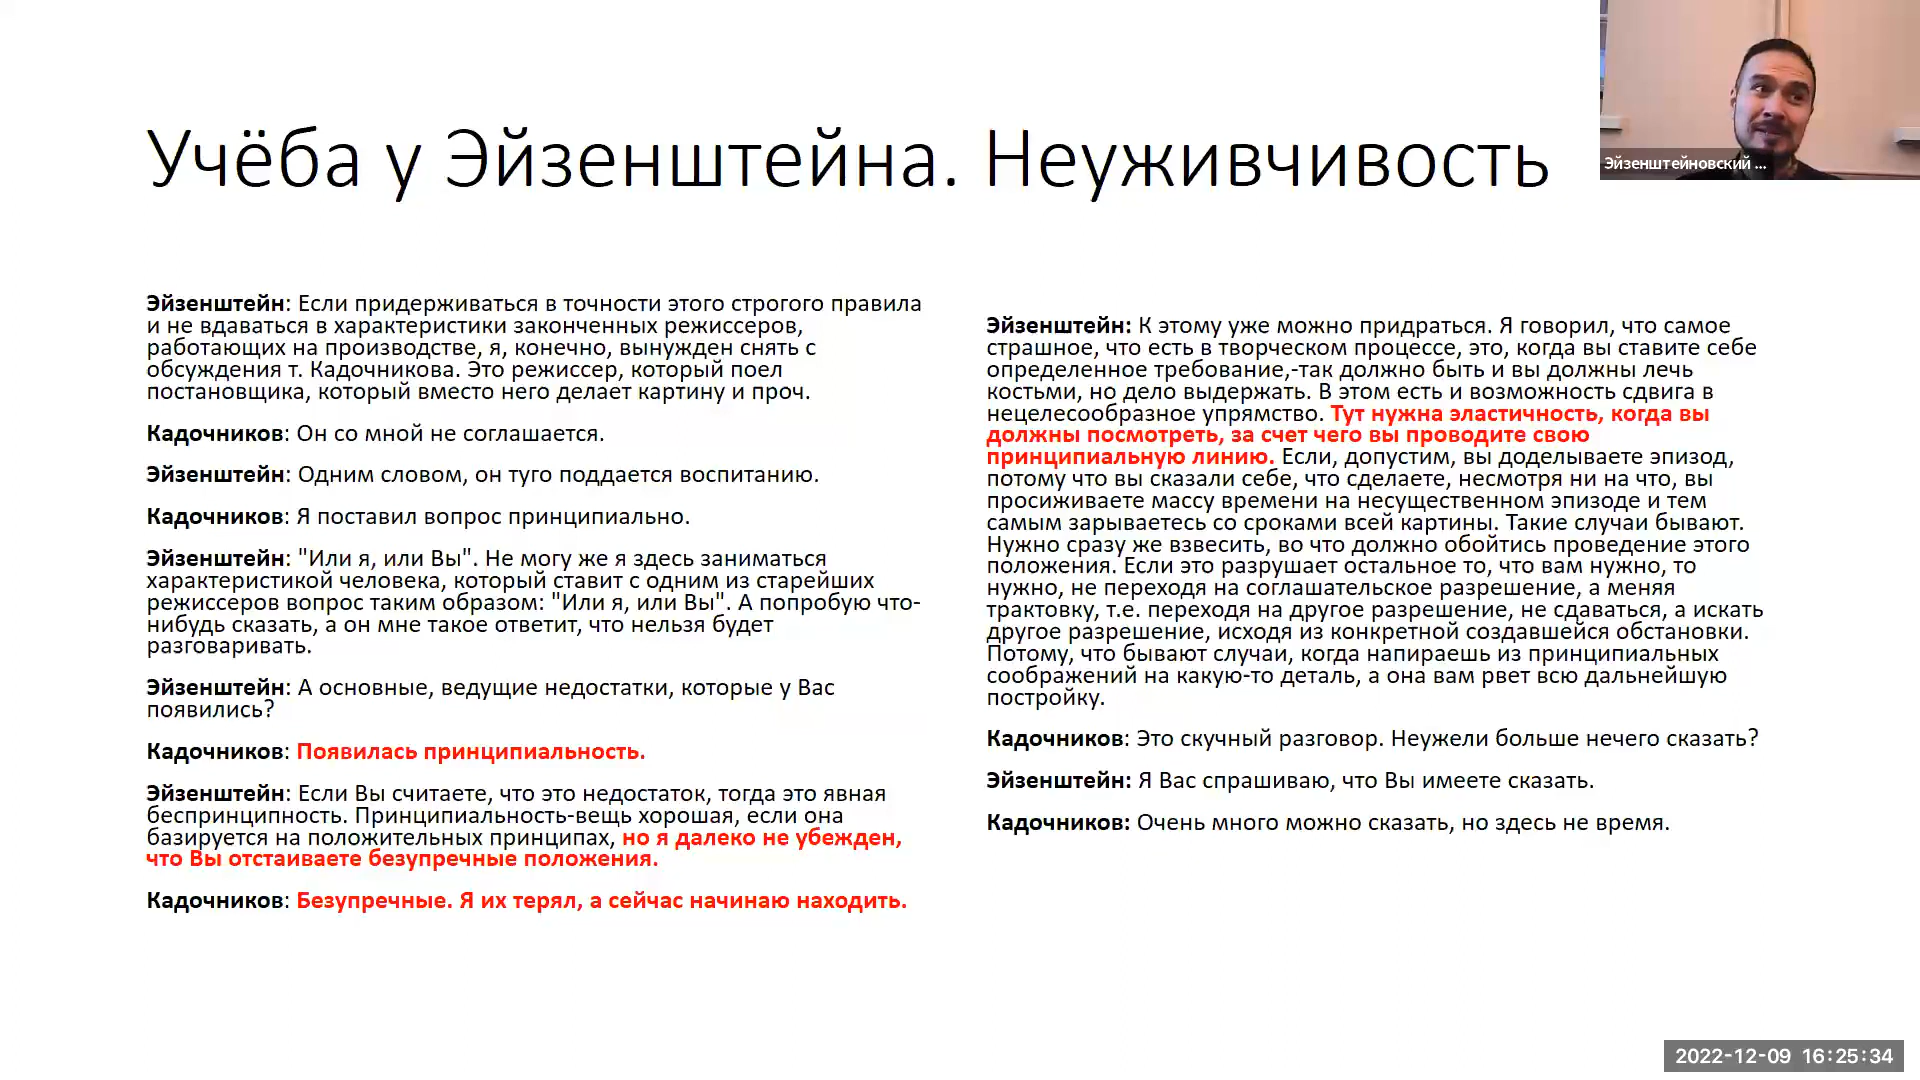 Учёба у Эйзенштейна. Неуживчивость
Эйзенштейновский ...
Эйзенштейн: Если придерживаться в точности этого строгого правила
и не вдаваться в характеристики законченных режиссеров,
работающих на производстве, я, конечно, вынужден снять с
обсуждения т. Кадочникова. Это режиссер, который поел
постановщика, который вместо него делает картину и проч.
Кадочников: Он со мной не соглашается.
Эйзенштейн: Одним словом, он туго поддается воспитанию.
Кадочников: Я поставил вопрос принципиально.
Эйзенштейн: "Или я, или Вы". Не могу же я здесь заниматься
характеристикой человека, который ставит с одним из старейших
режиссеров вопрос таким образом: "Или я, или Вы". А попробую что-
нибудь сказать, а он мне такое ответит, что нельзя будет
разговаривать.
Эйзенштейн: А основные, ведущие недостатки, которые у Вас
появились?
Кадочников: Появилась принципиальность.
Эйзенштейн: Если Вы считаете, что это недостаток, тогда это явная
беспринципность. Принципиальность-вещь хорошая, если она
базируется на положительных принципах, но я далеко не убежден,
что Вы отстаиваете безупречные положения.
Кадочников: Безупречные. Я их терял, а сейчас начинаю находить.
Эйзенштейн: К этому уже можно придраться. Я говорил, что самое
страшное, что есть в творческом процессе, это, когда вы ставите себе
определенное требование,-так должно быть и вы должны лечь
костьми, но дело выдержать. В этом есть и возможность сдвига в
нецелесообразное упрямство. Тут нужна эластичность, когда вы
должны посмотреть, за счет чего вы проводите свою
принципиальную линию. Если, допустим, вы доделываете эпизод,
потому что вы сказали себе, что сделаете, несмотря ни на что, вы
просиживаете массу времени на несущественном эпизоде и тем
самым зарываетесь со сроками всей картины. Такие случаи бывают.
Нужно сразу же взвесить, во что должно обойтись проведение этого
положения. Если это разрушает остальное то, что вам нужно, то
нужно, не переходя на соглашательское разрешение, а меняя
трактовку, т.е. переходя на другое разрешение, не сдаваться, а искать
другое разрешение, исходя из конкретной создавшейся обстановки.
Потому, что бывают случаи, когда напираешь из принципиальных
соображений на какую-то деталь, а она вам рвет всю дальнейшую
постройку.
Кадочников: Это скучный разговор. Неужели больше нечего сказать?
Эйзенштейн: Я Вас спрашиваю, что Вы имеете сказать.
Кадочников: Очень много можно сказать, но здесь не время.
2022-12-09 16:25:34